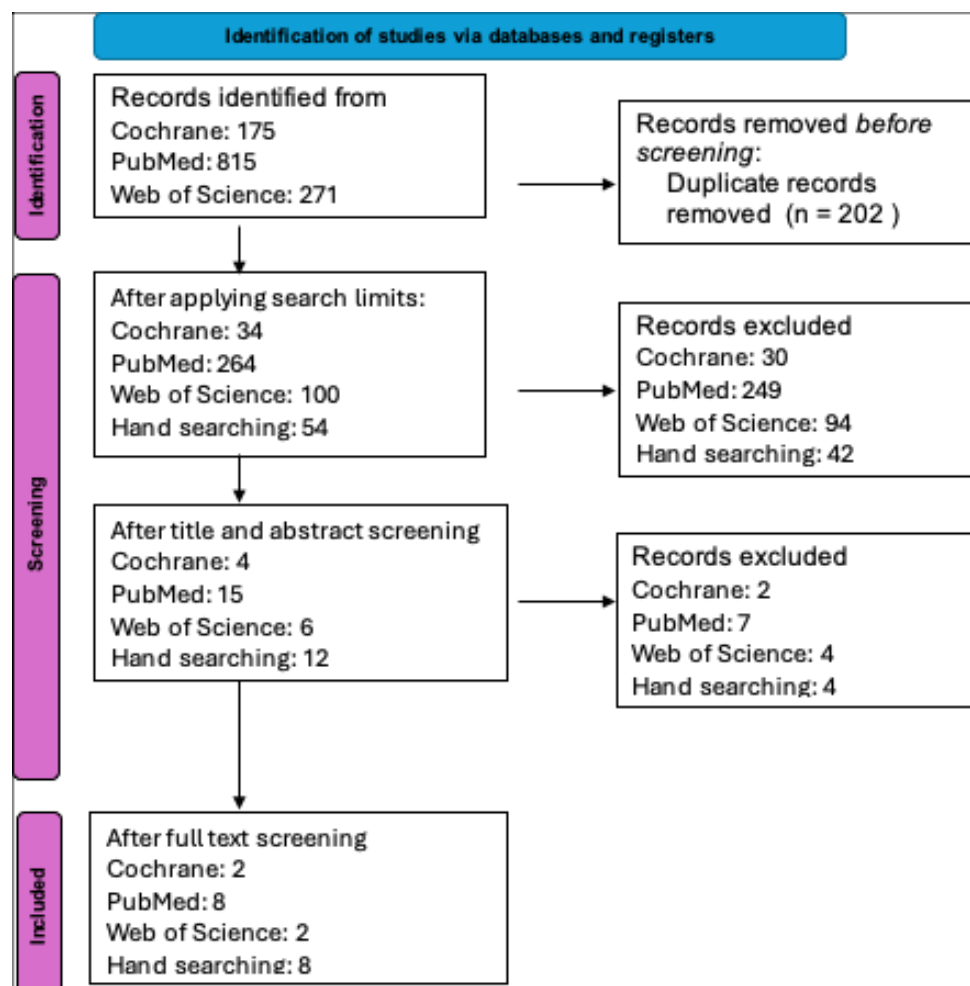 Identification of studies via databases and registers
Identification
Records identified from
Cochrane: 175
PubMed: 815
Web of Science: 271
Records removed before
screening:
Duplicate records
removed (n = 202 )
Screening
After applying search limits:
Cochrane: 34
PubMed: 264
Web of Science: 100
Hand searching: 54
Records excluded
Cochrane: 30
PubMed: 249
Web of Science: 94
Hand searching: 42
After title and abstract screening
Cochrane: 4
PubMed: 15
Web of Science: 6
Hand searching: 12
Records excluded
Cochrane: 2
PubMed: 7
Web of Science: 4
Hand searching: 4
Included
After full text screening
Cochrane: 2
PubMed: 8
Web of Science: 2
Hand searching: 8